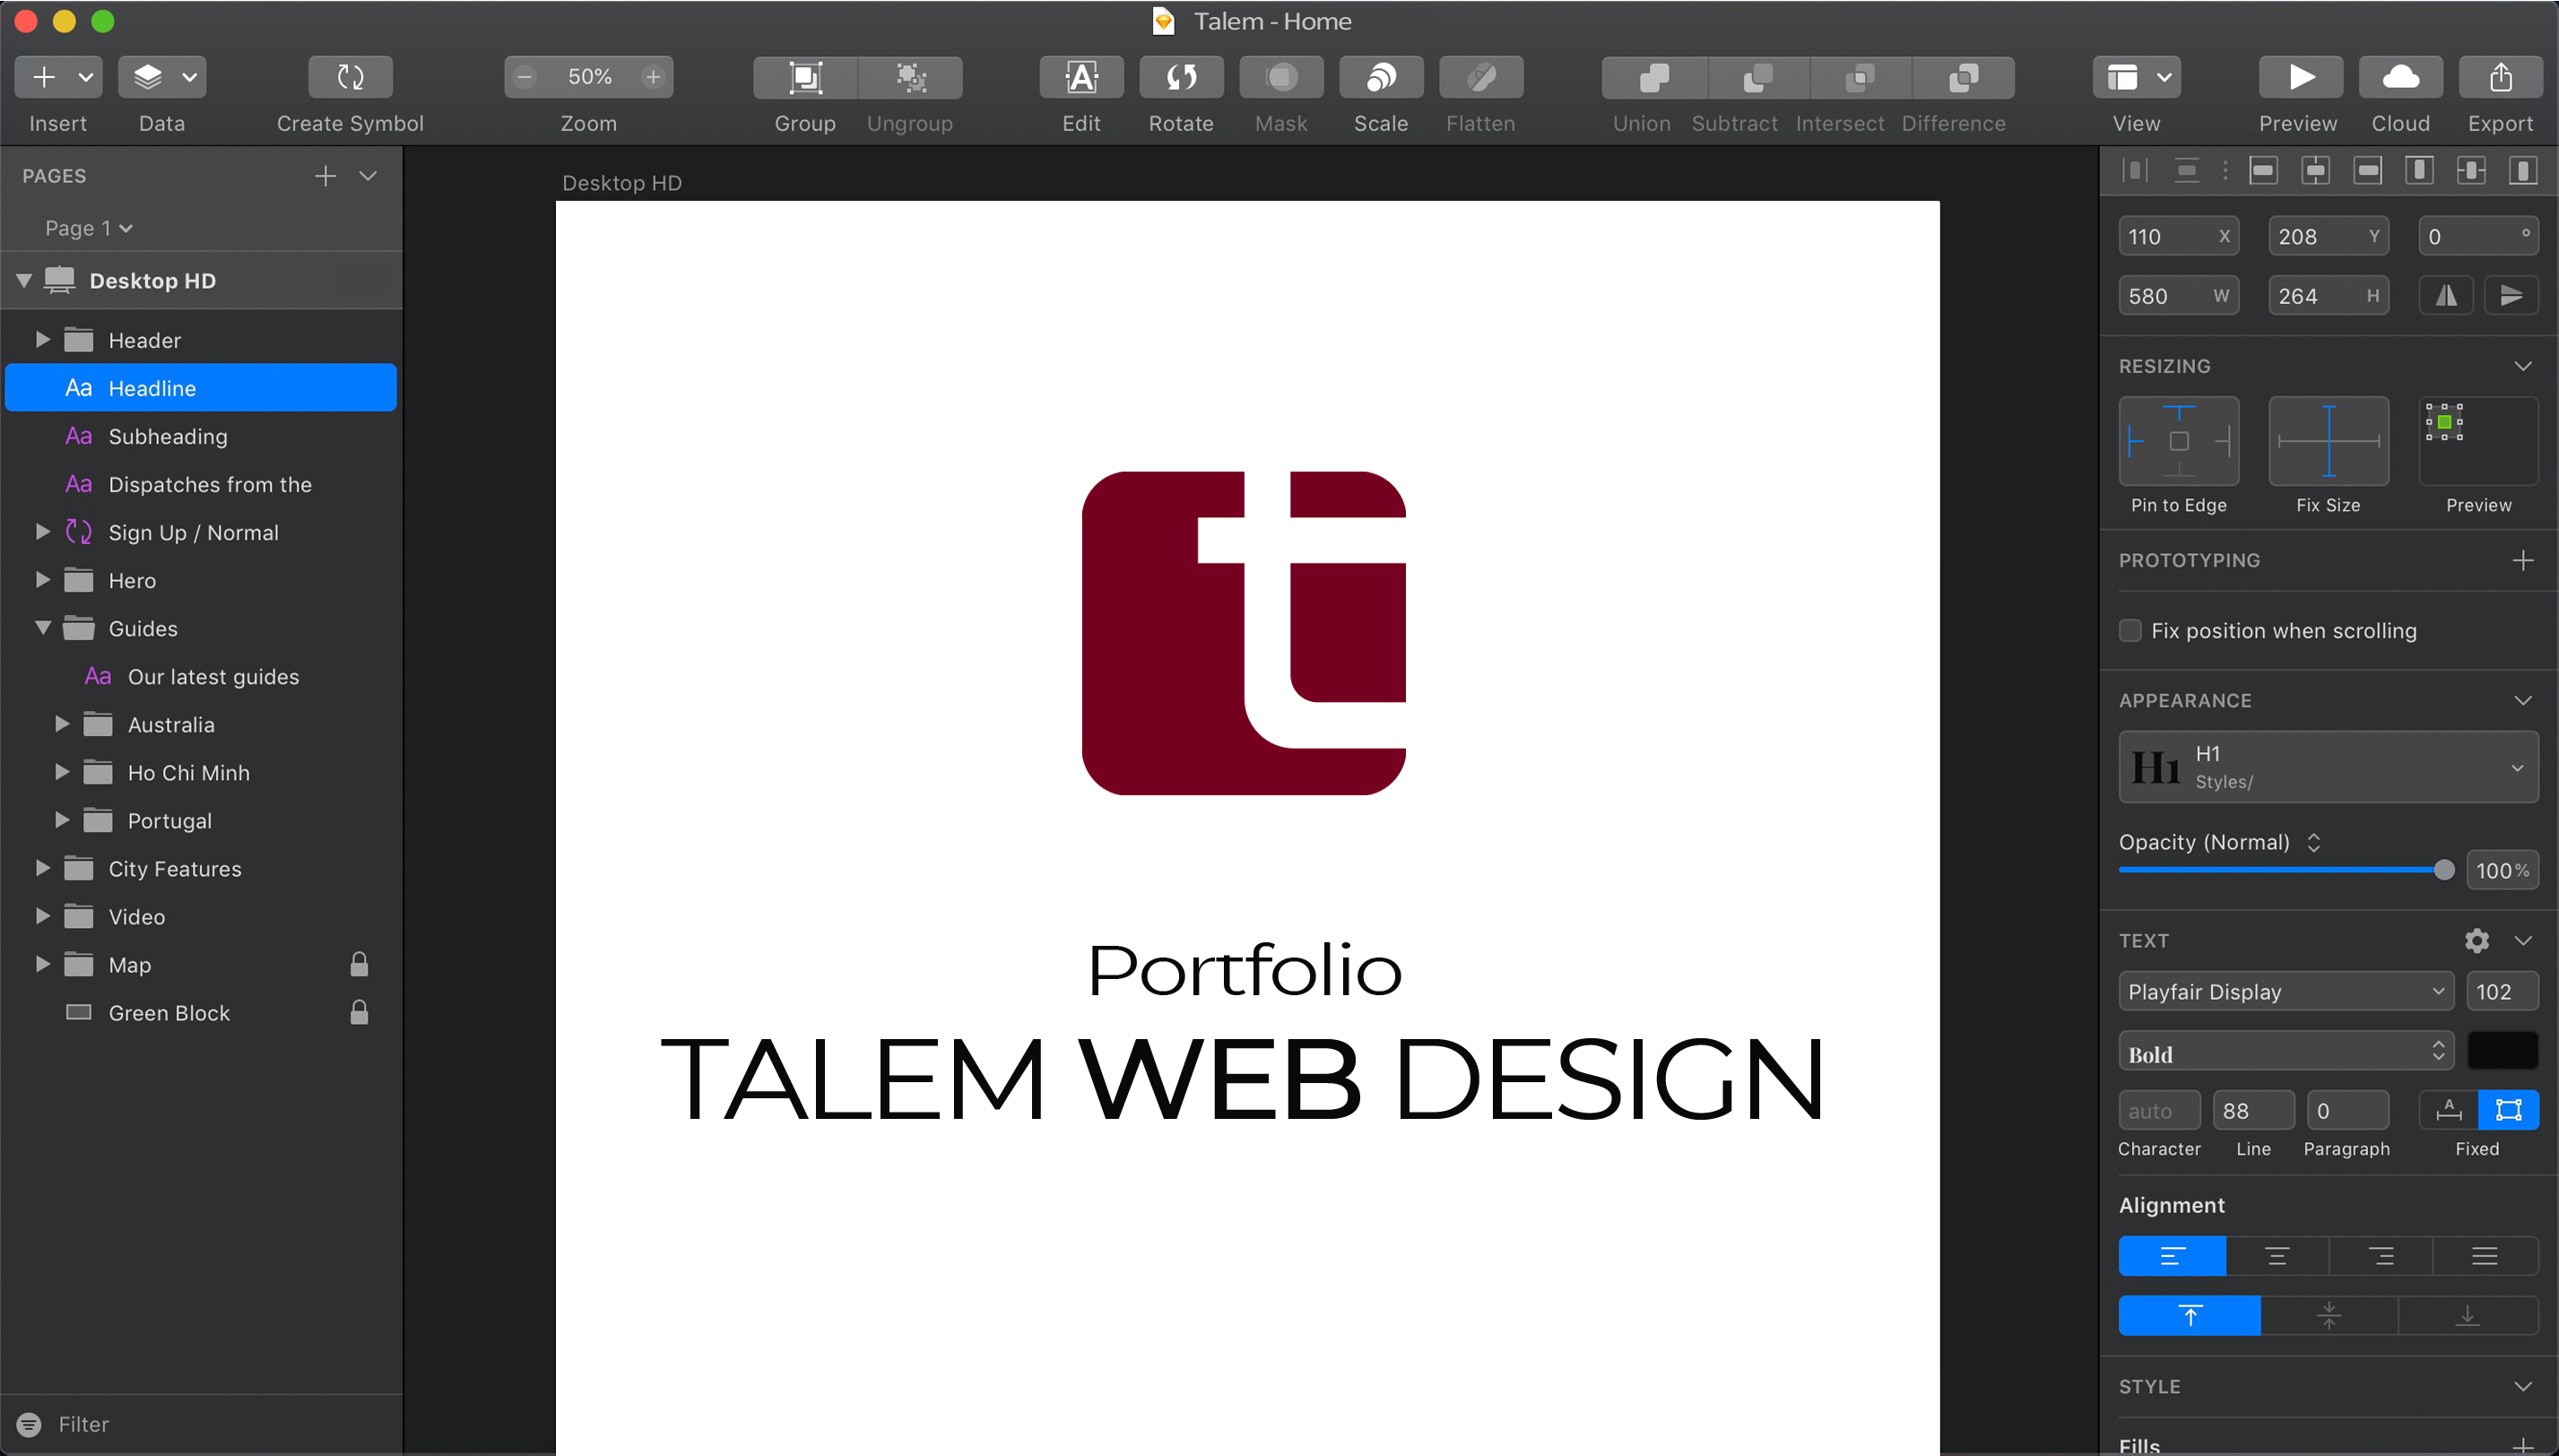 Talem - Home
50%
A
Insert
Data
Create Symbol
Zoom
Group
Ungroup
Edit
Rotate
Mask
Scale
Flatten
Union
Subtract
Intersect
Difference
View
Preview
Cloud
Export
PAGES
Page 1
Desktop HD
Header
Aa Headline
Aa Subheading
Aa Dispatches from the
Sign Up / Normal
Hero
Guides
Aa Our latest guides
Australia
Ho Chi Minh
Portugal
City Features
Video
Map
Green Block
Filter
Desktop HD
t
Portfolio
TALEM WEB DESIGN
110 X
208 Y
0 °
580 W
264 H
RESIZING
Pin to Edge
Fix Size
Preview
PROTOTYPING
Fix position when scrolling
APPEARANCE
H1
H1
Styles/
Opacity (Normal)
100%
TEXT
Playfair Display
102
Bold
auto
88
0
A
Character
Line
Paragraph
Fixed
Alignment
STYLE
Fills